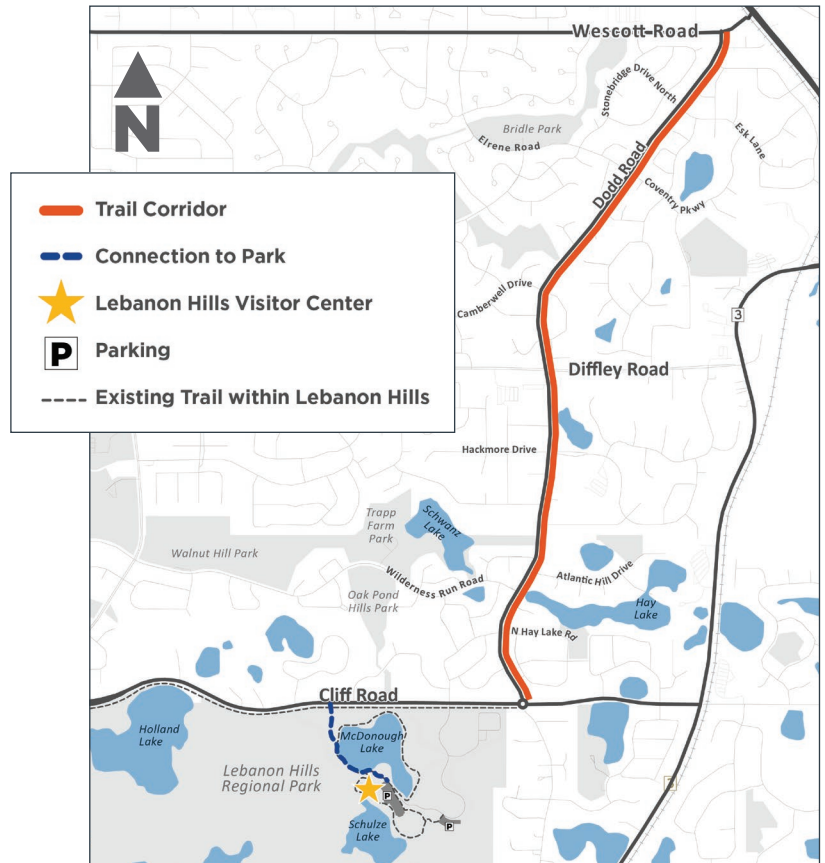 Wescott Road
Stonebridge Drive North
N
Bridle Park
Elrene Road
Esk Lane
Dodd Road
Coventry Pkwy
Trail Corridor
Connection to Park
Lebanon Hills Visitor Center
P Parking
Existing Trail within Lebanon Hills
Camberwell Drive
3
Diffley Road
Hackmore Drive
Trapp
Farm
Park
Schwanz
Lake
Walnut Hill Park
Wilderness Run Road
Atlantic Hill Drive
Oak Pond
Hills Park
Hay
Lake
N Hay Lake Rd
Cliff Road
Holland
Lake
McDonough
Lake
Lebanon Hills
Regional Park
3
P
Schulze
Lake
P